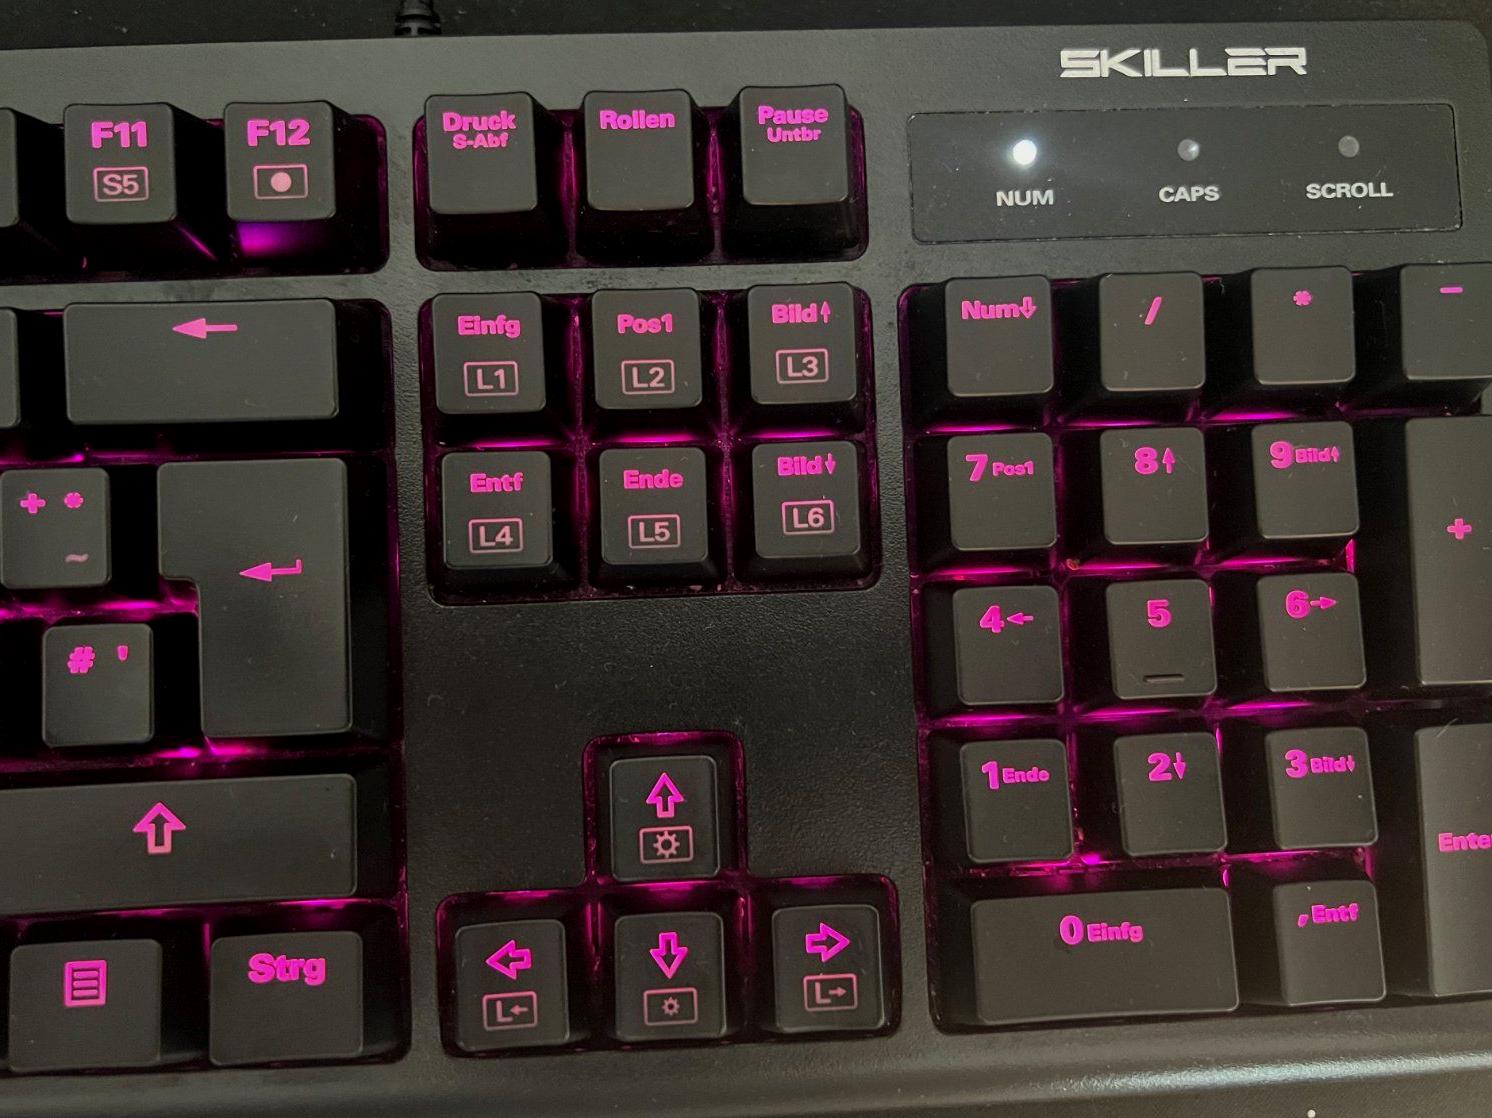 SKILLER
NUM CAPS SCROLL
F11
S5
F12
Druck
S-Abf
Rollen
Pause
Untbr
Einfg
L1
Pos1
L2
Bild↑
L3
Num⇩ / * -
←
Entf
L4
Ende
L5
Bild↓
L6
7 Pos1 8↑ 9 Bild↑ +
+ *
~
# '
4← 5 6→
1 Ende 2↓ 3 Bild↓ Enter
0 Einfg , Entf
Strg
L←
L→